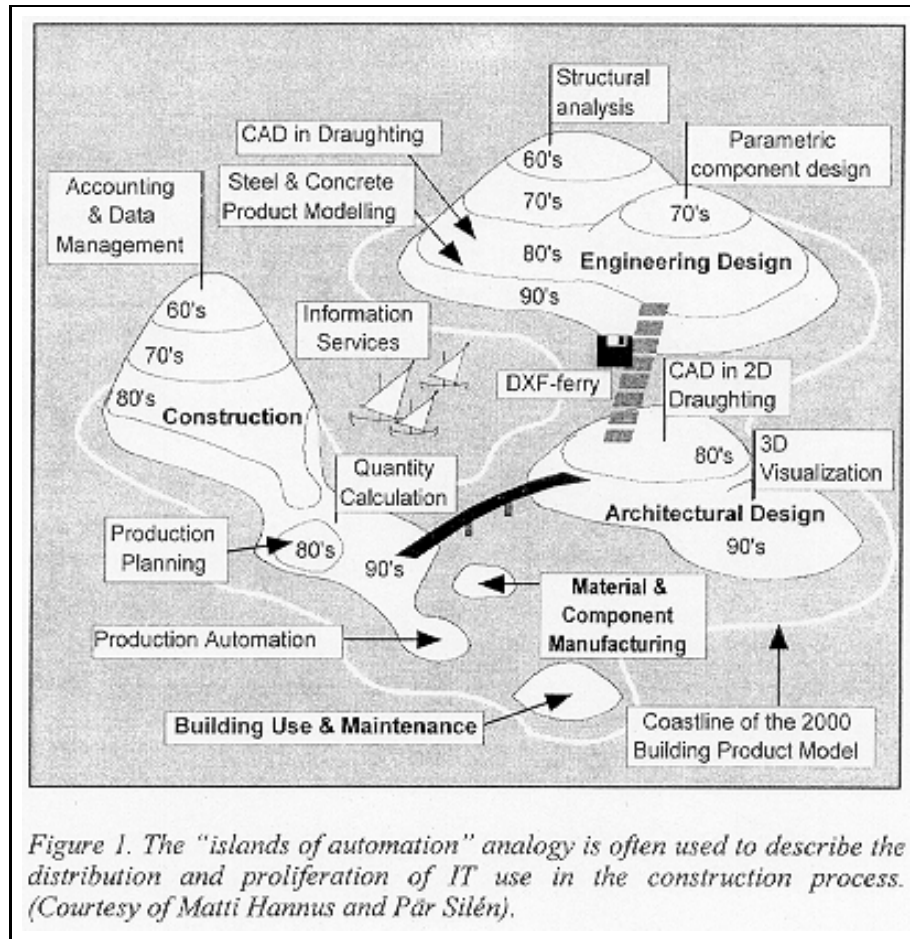 Structural
analysis
CAD in Draughting
Parametric
component design
Steel & Concrete
Product Modelling
Accounting
& Data
Management
60's
70's
70's
80's
Engineering Design
90's
60's
Information
Services
70's
DXF-ferry
CAD in 2D
Draughting
80's
Construction
80's
3D
Visualization
Quantity
Calculation
Architectural Design
Production
Planning
80's
90's
90's
Material &
Component
Manufacturing
Production Automation
Building Use & Maintenance
Coastline of the 2000
Building Product Model
Figure 1. The "islands of automation" analogy is often used to describe the
distribution and proliferation of IT use in the construction process.
(Courtesy of Matti Hannus and Pär Silén).